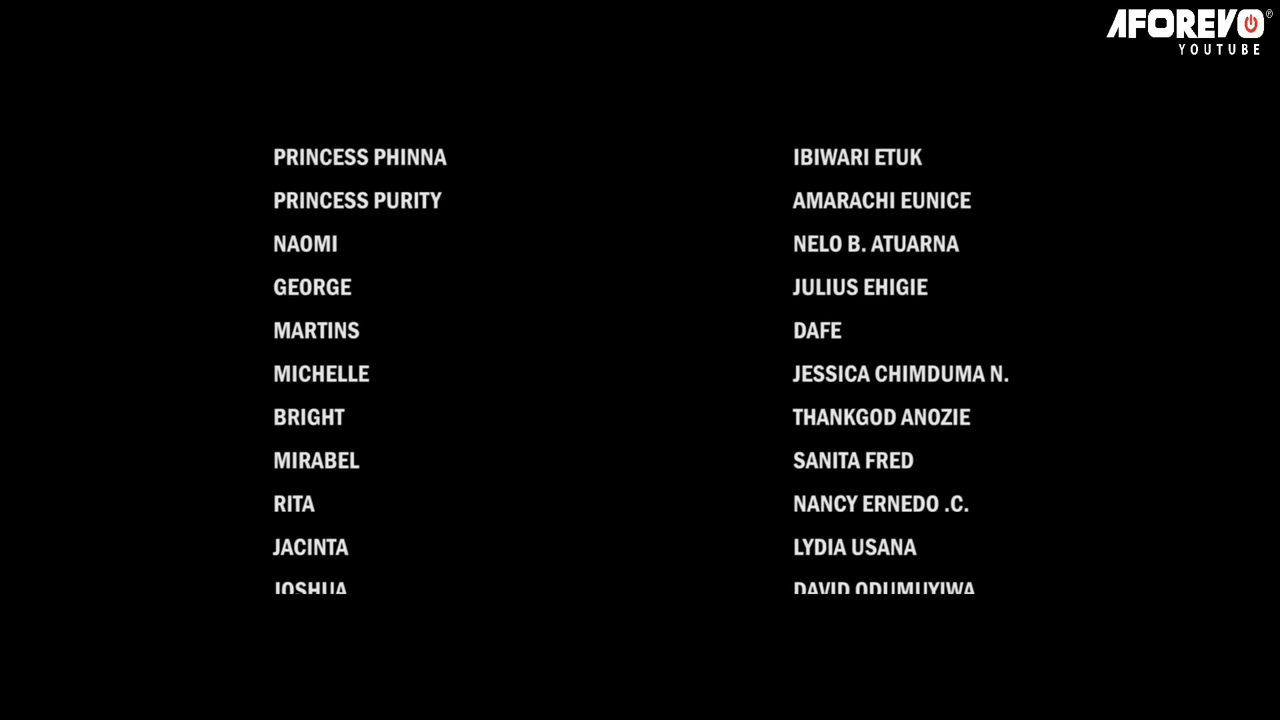 AFOREVO®
YOUTUBE
PRINCESS PHINNA IBIWARI ETUK
PRINCESS PURITY AMARACHI EUNICE
NAOMI NELO B. ATUARNA
GEORGE JULIUS EHIGIE
MARTINS DAFE
MICHELLE JESSICA CHIMDUMA N.
BRIGHT THANKGOD ANOZIE
MIRABEL SANITA FRED
RITA NANCY ERNEDO .C.
JACINTA LYDIA USANA
JOSHUA DAVID ODUMUYIWA